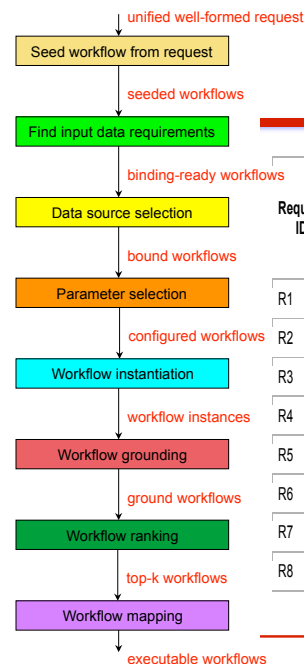 unified well-formed request
Seed workflow from request
seeded workflows
Find input data requirements
binding-ready workflows
Data source selection
bound workflows
Parameter selection
configured workflows
Workflow instantiation
workflow instances
Workflow grounding
ground workflows
Workflow ranking
top-k workflows
Workflow mapping
executable workflows
R1
R2
R3
R4
R5
R6
R7
R8